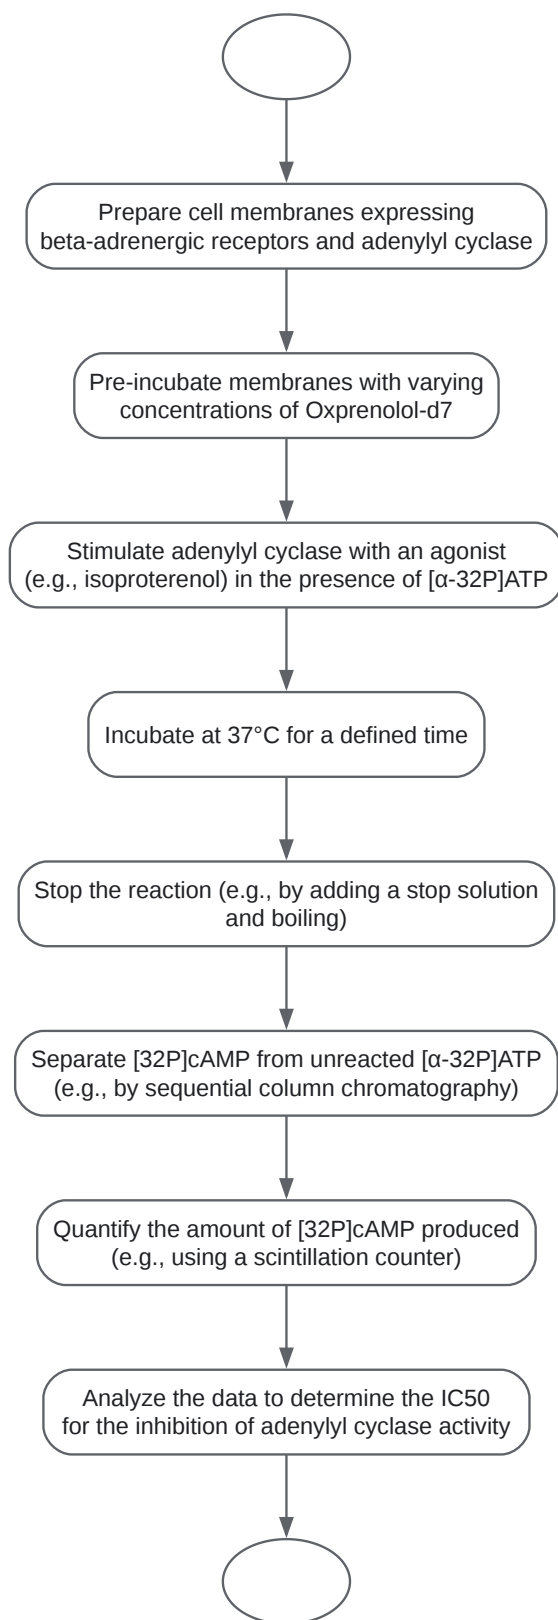 Prepare cell membranes expressing
beta-adrenergic receptors and adenylyl cyclase
Pre-incubate membranes with varying
concentrations of Oxprenolol-d7
Stimulate adenylyl cyclase with an agonist
(e.g., isoproterenol) in the presence of [α-32P]ATP
Incubate at 37°C for a defined time
Stop the reaction (e.g., by adding a stop solution
and boiling)
Separate [32P]cAMP from unreacted [α-32P]ATP
(e.g., by sequential column chromatography)
Quantify the amount of [32P]cAMP produced
(e.g., using a scintillation counter)
Analyze the data to determine the IC50
for the inhibition of adenylyl cyclase activity